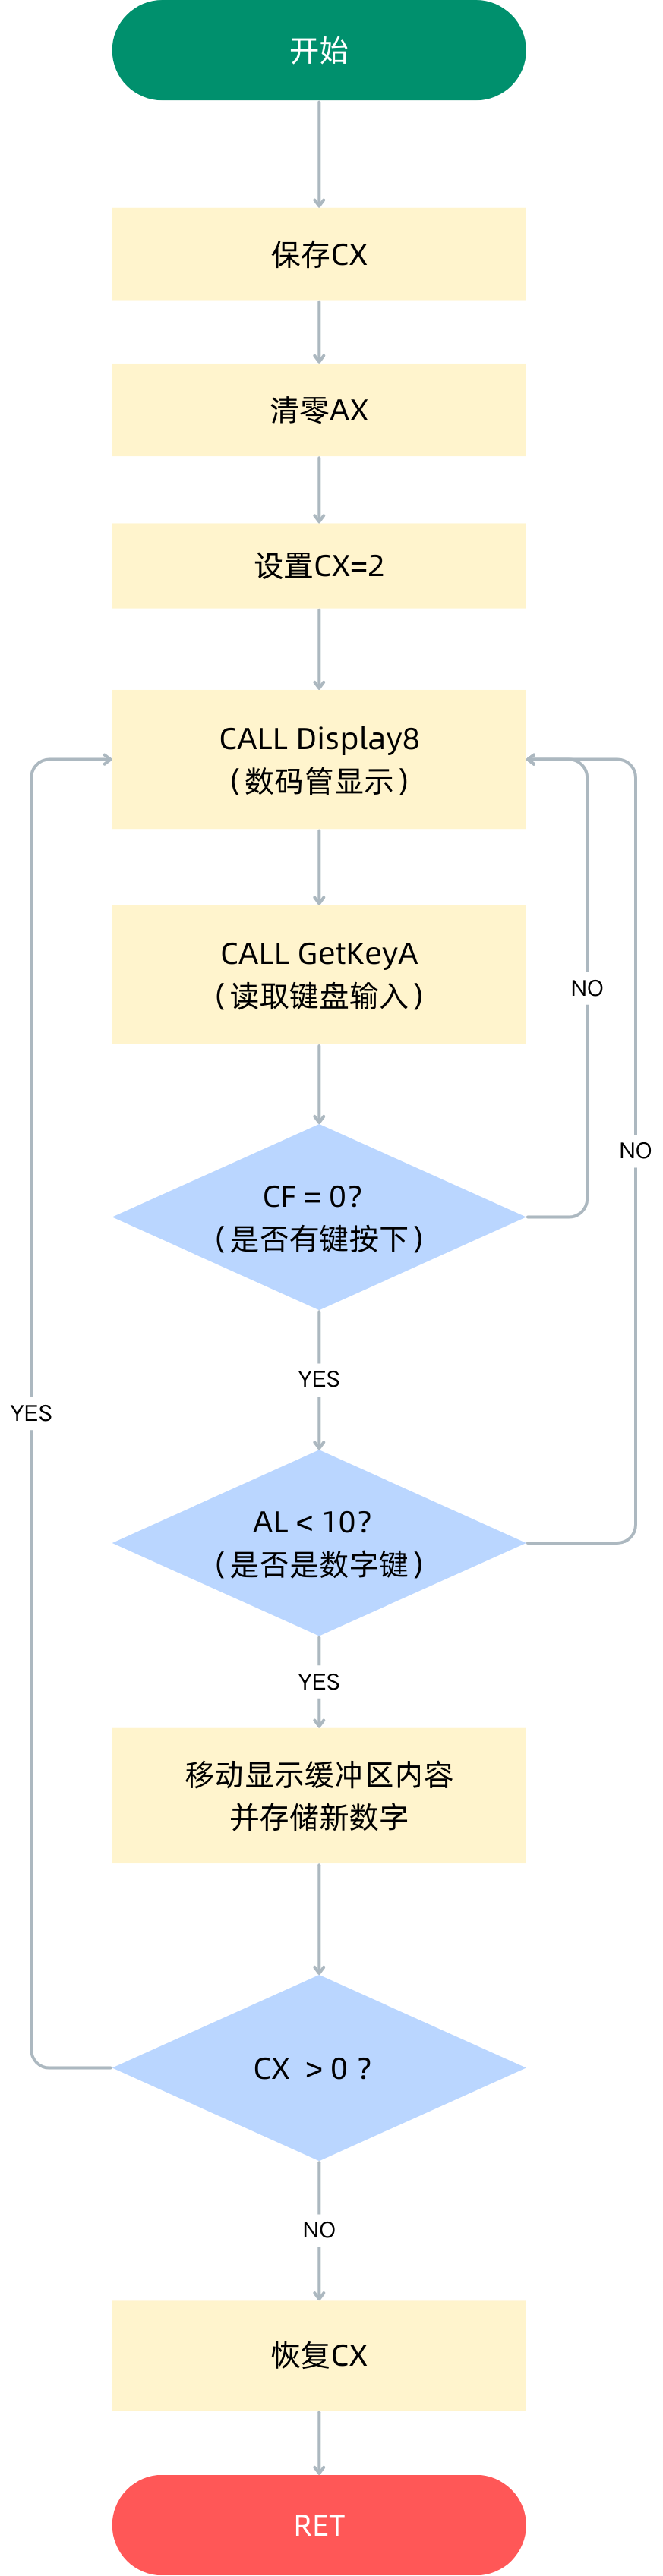 开始
保存CX
清零AX
设置CX=2
CALL Display8
（数码管显示）
CALL GetKeyA
（读取键盘输入）
NO
CF = 0?
（是否有键按下）
NO
YES
YES
AL < 10?
（是否是数字键）
YES
移动显示缓冲区内容
并存储新数字
CX  > 0 ?
NO
恢复CX
RET